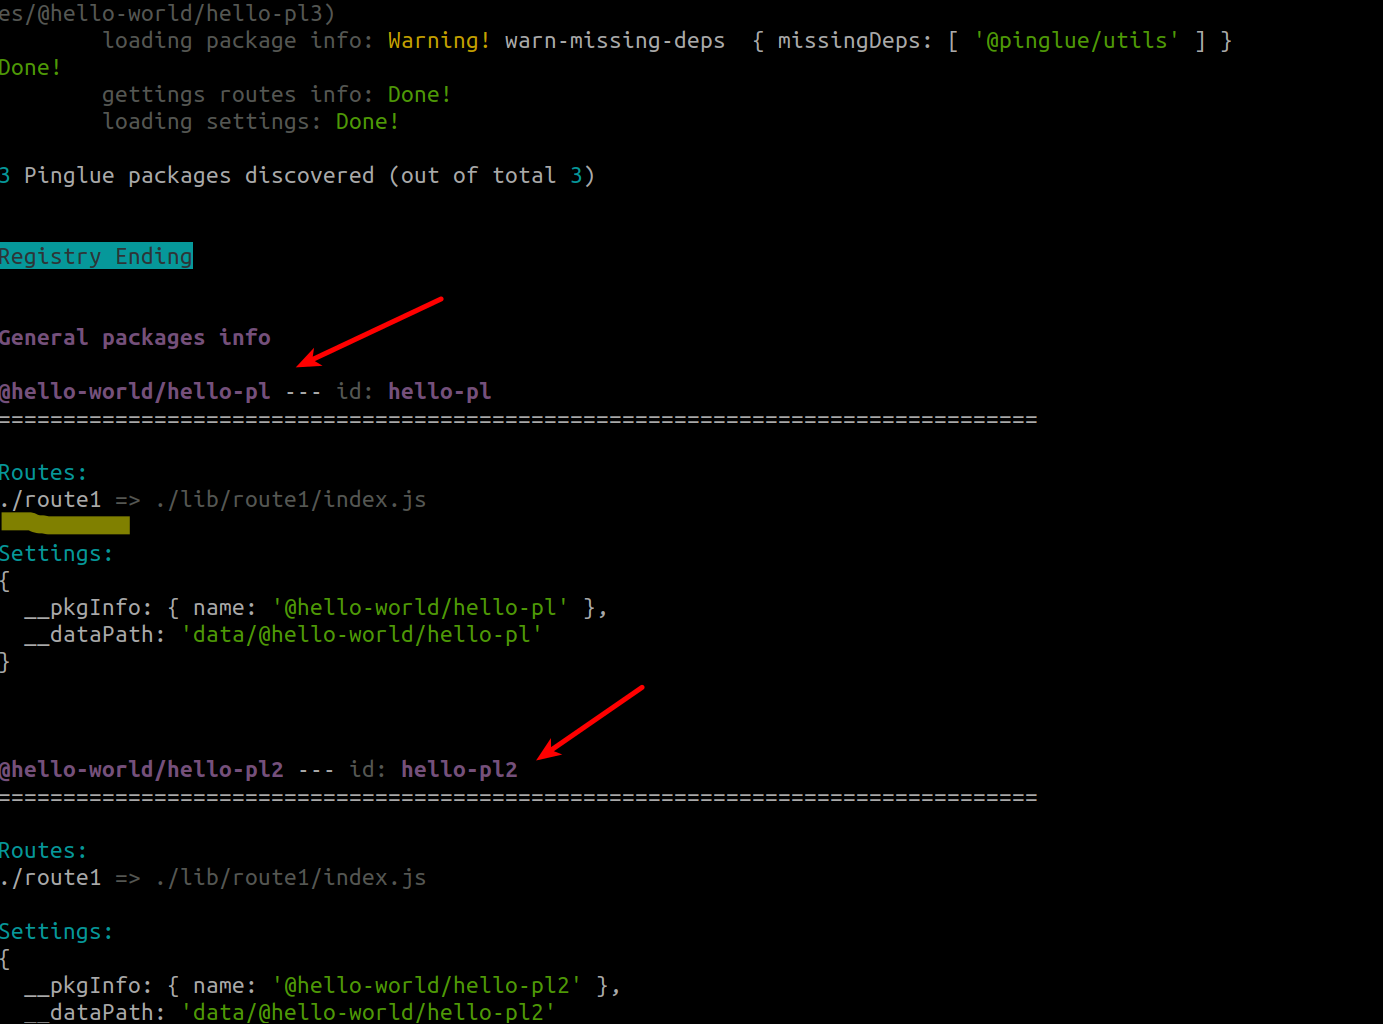 es/@hello-world/hello-pl3)
loading package info: Warning! warn-missing-deps { missingDeps: [ '@pinglue/utils' ] }
Done!
gettings routes info: Done!
loading settings: Done!
3 Pinglue packages discovered (out of total 3)
Registry Ending
General packages info
@hello-world/hello-pl --- id: hello-pl
================================================================================
Routes:
./route1 => ./lib/route1/index.js
Settings:
{
__pkgInfo: { name: '@hello-world/hello-pl' },
__dataPath: 'data/@hello-world/hello-pl'
}
@hello-world/hello-pl2 --- id: hello-pl2
================================================================================
Routes:
./route1 => ./lib/route1/index.js
Settings:
{
__pkgInfo: { name: '@hello-world/hello-pl2' },
__dataPath: 'data/@hello-world/hello-pl2'